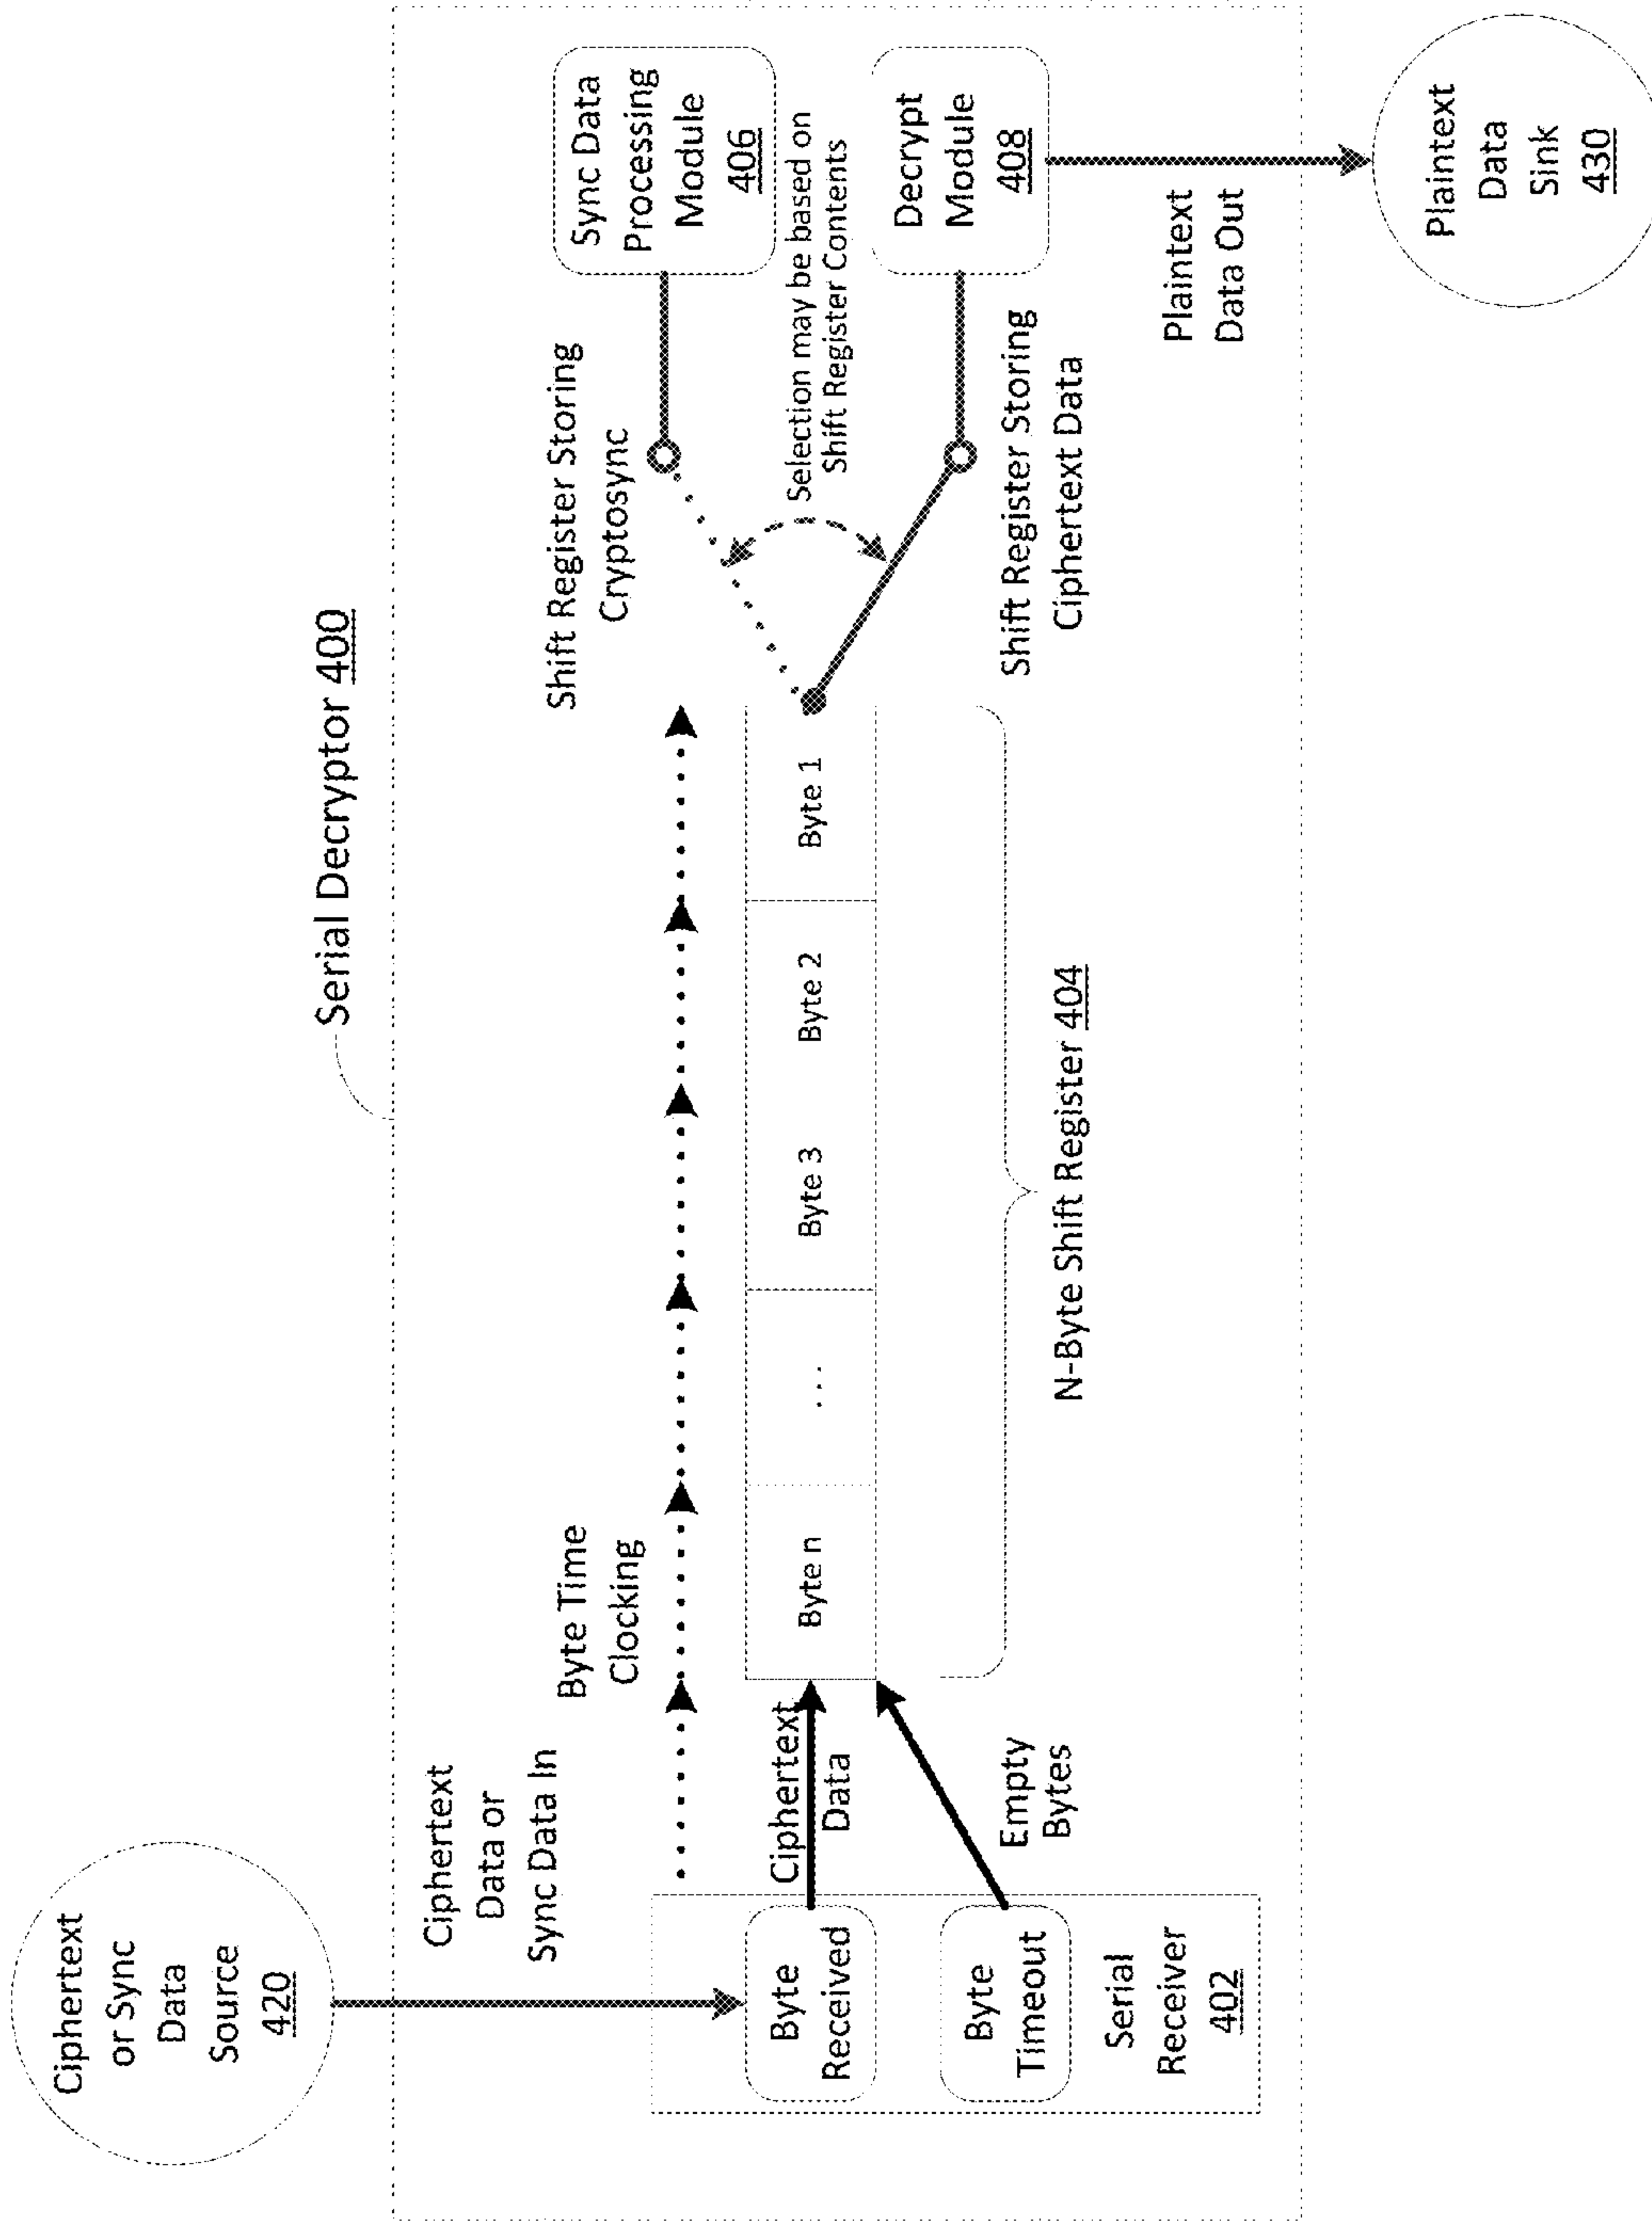 Serial Decryptor 400
Ciphertext
or Sync
Data
Source
420
Ciphertext
Data or
Sync Data In
Byte Time
Clocking
Byte
Received
Byte
Timeout
Serial
Receiver
402
Ciphertext
Data
Empty
Bytes
Byte n
. . .
Byte 3
Byte 2
Byte 1
N-Byte Shift Register 404
Shift Register Storing
Cryptosync
Selection may be based on
Shift Register Contents
Shift Register Storing
Ciphertext Data
Sync Data
Processing
Module
406
Decrypt
Module
408
Plaintext
Data Out
Plaintext
Data
Sink
430